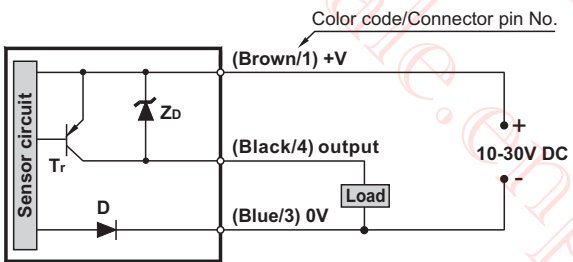 Color code/Connector pin No.
(Brown/1) +V
Sensor circuit
ZD
Tr
+
10-30V DC
-
(Black/4) output
Load
D
(Blue/3) 0V
ale.